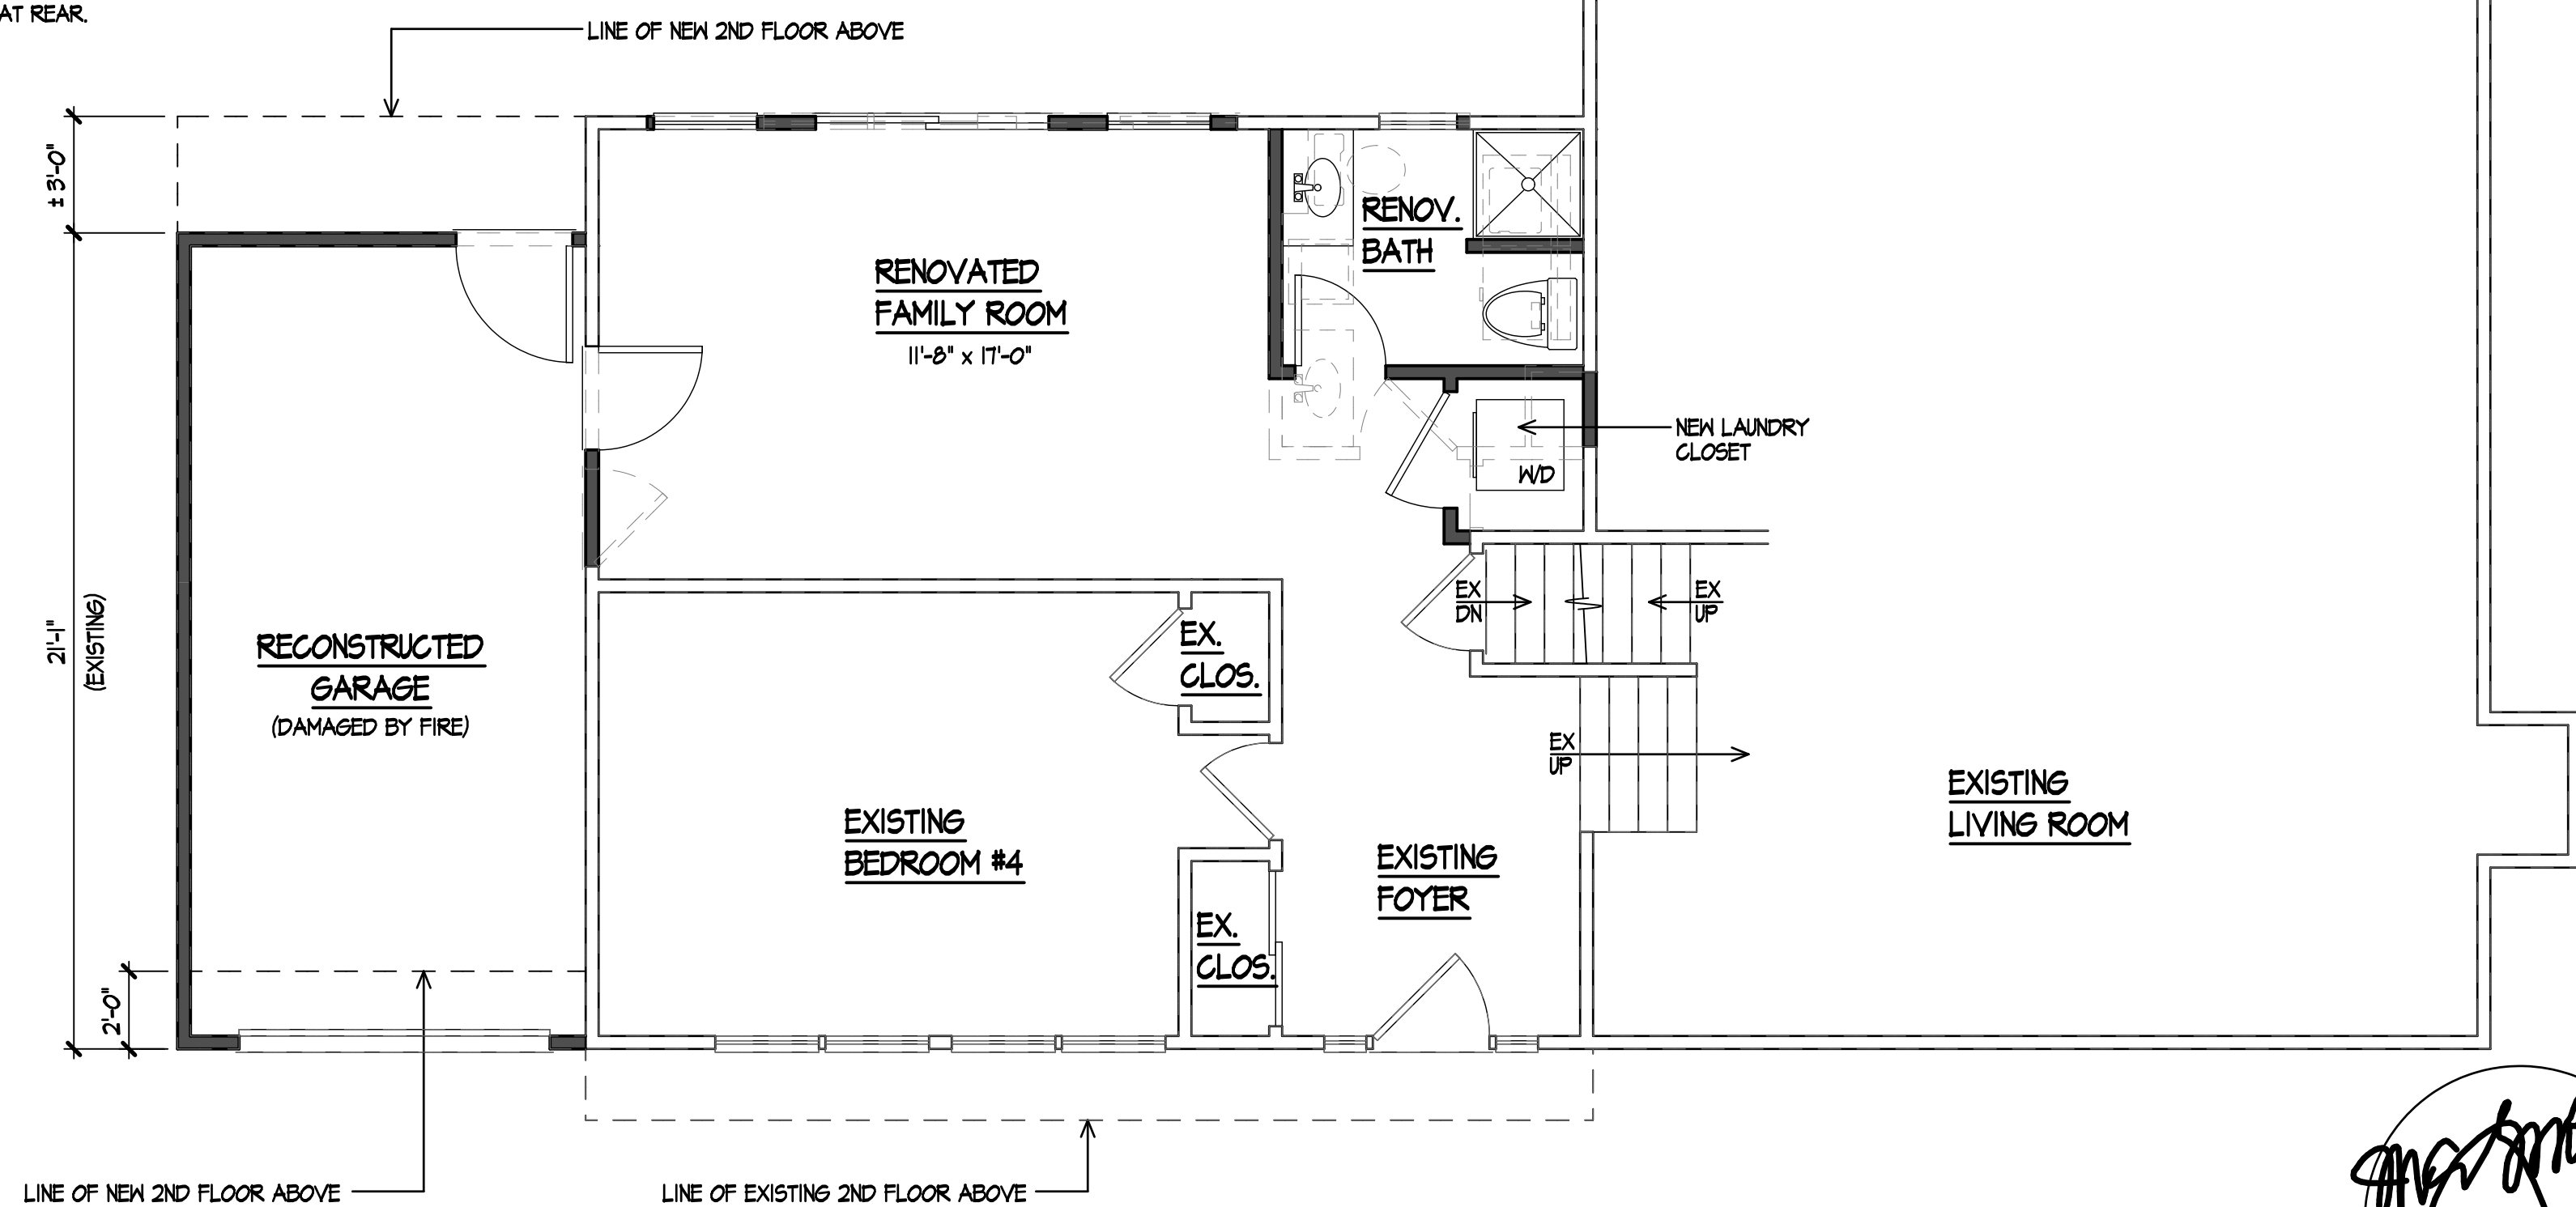 AT REAR.
LINE OF NEW 2ND FLOOR ABOVE
± 3'-0"
RENOV.
BATH
RENOVATED
FAMILY ROOM
11'-8" x 17'-0"
NEW LAUNDRY
CLOSET
W/D
21'-1"
(EXISTING)
RECONSTRUCTED
GARAGE
(DAMAGED BY FIRE)
EX.
CLOS.
EX
DN
EX
UP
EX
UP
EXISTING
LIVING ROOM
EXISTING
BEDROOM #4
EXISTING
FOYER
EX.
CLOS.
2'-0"
LINE OF NEW 2ND FLOOR ABOVE
LINE OF EXISTING 2ND FLOOR ABOVE